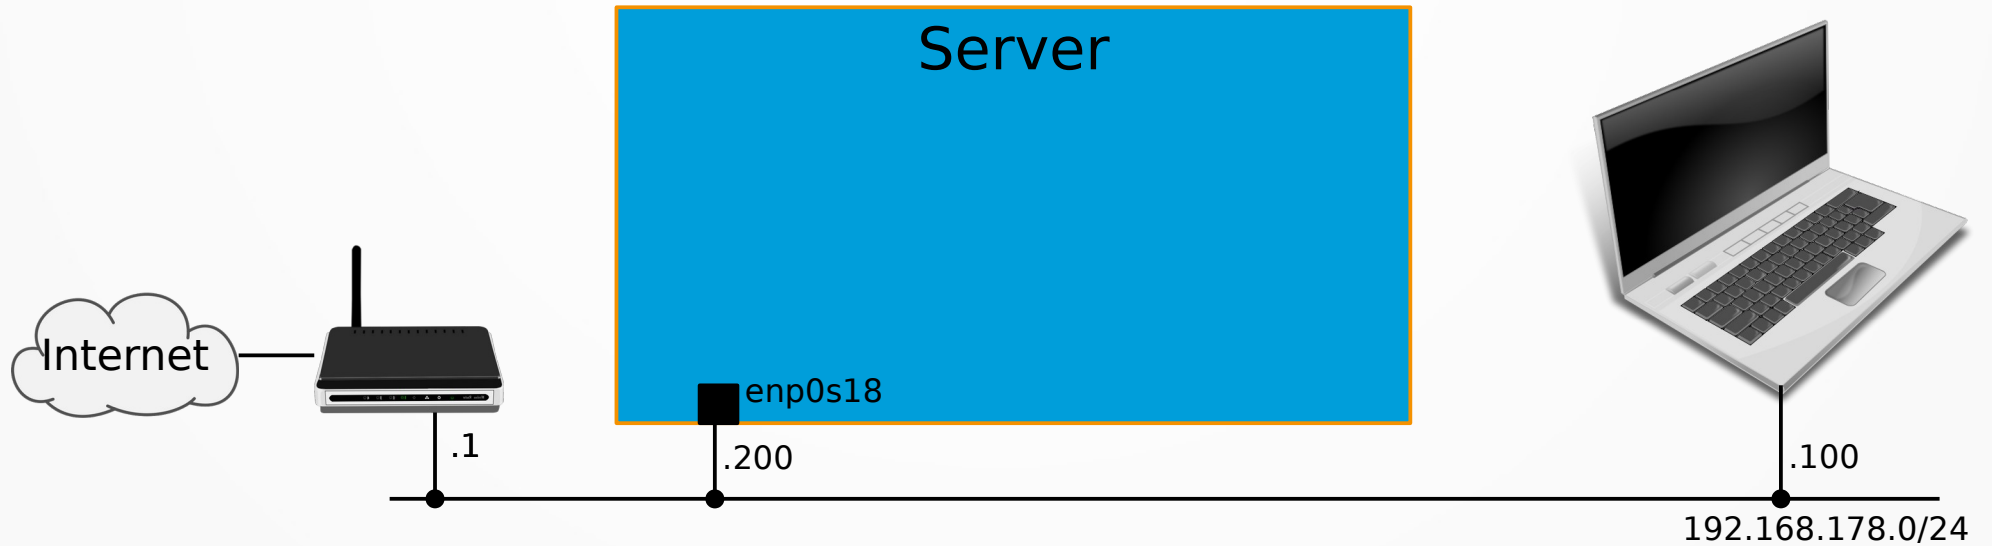 Server
Internet
enp0s18
.1
.200
.100
192.168.178.0/24